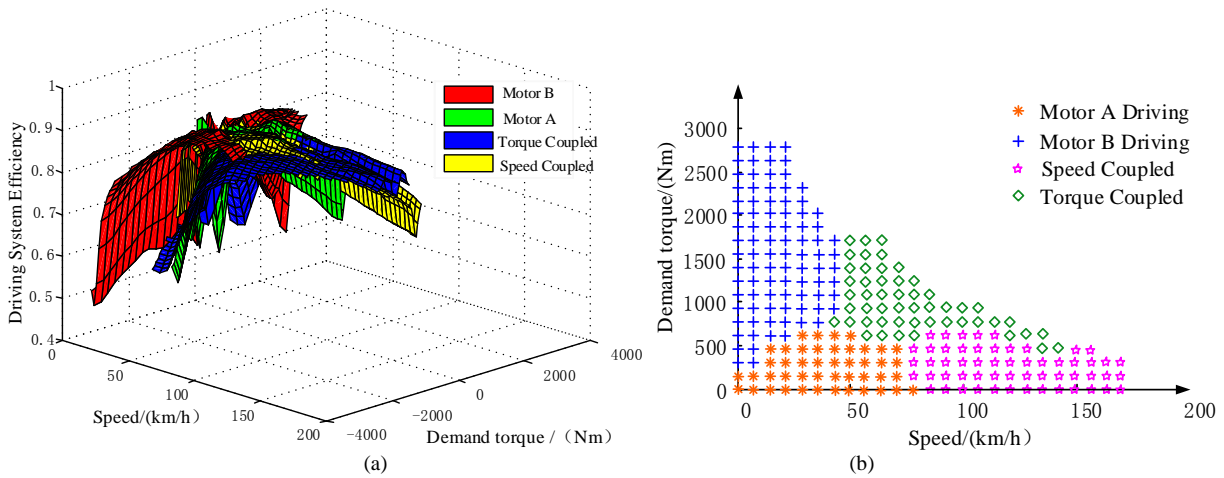 1
0.9
0.8
0.7
0.6
0.5
0.4
Driving System Efficiency
0
50
100
150
200
Speed/(km/h）
-4000
-2000
0
2000
4000
Demand torque /（Nm）
Motor B
Motor A
Torque Coupled
Speed Coupled
(a)
3000
2500
2000
1500
1000
500
0
Demand torque/(Nm)
0
50
100
150
200
Speed/(km/h)
Motor A Driving
Motor B Driving
Speed Coupled
Torque Coupled
(b)